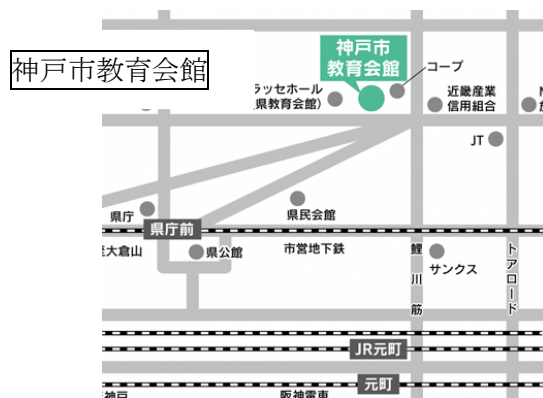 神戸市教育会館
神戸市
教育会館
コープ
ラッセホール
県教育会館)
近畿産業
信用組合
JT
県庁
県民会館
県庁前
大倉山
県公館
市営地下鉄
鯉川筋
サンクス
トアロード
JR元町
元町
神戸
阪神電車